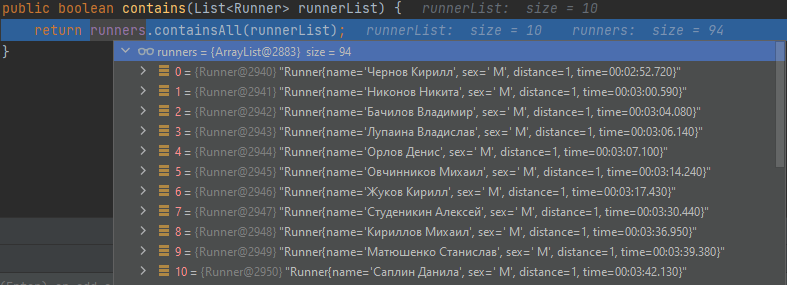 public boolean contains(List<Runner> runnerList) {  runnerList:  size = 10
return runners.containsAll(runnerList);  runnerList:  size = 10    runners:  size = 94
}
runners = {ArrayList@2883}  size = 94
0 = {Runner@2940} "Runner{name='Чернов Кирилл', sex=' M', distance=1, time=00:02:52.720}"
1 = {Runner@2941} "Runner{name='Никонов Никита', sex=' M', distance=1, time=00:03:00.590}"
2 = {Runner@2942} "Runner{name='Бачилов Владимир', sex=' M', distance=1, time=00:03:04.080}"
3 = {Runner@2943} "Runner{name='Лупаина Владислав', sex=' M', distance=1, time=00:03:06.140}"
4 = {Runner@2944} "Runner{name='Орлов Денис', sex=' M', distance=1, time=00:03:07.100}"
5 = {Runner@2945} "Runner{name='Овчинников Михаил', sex=' M', distance=1, time=00:03:14.240}"
6 = {Runner@2946} "Runner{name='Жуков Кирилл', sex=' M', distance=1, time=00:03:17.430}"
7 = {Runner@2947} "Runner{name='Студеникин Алексей', sex=' M', distance=1, time=00:03:30.440}"
8 = {Runner@2948} "Runner{name='Кириллов Михаил', sex=' M', distance=1, time=00:03:36.950}"
9 = {Runner@2949} "Runner{name='Матюшенко Станислав', sex=' M', distance=1, time=00:03:39.380}"
10 = {Runner@2950} "Runner{name='Саплин Данила', sex=' M', distance=1, time=00:03:42.130}"